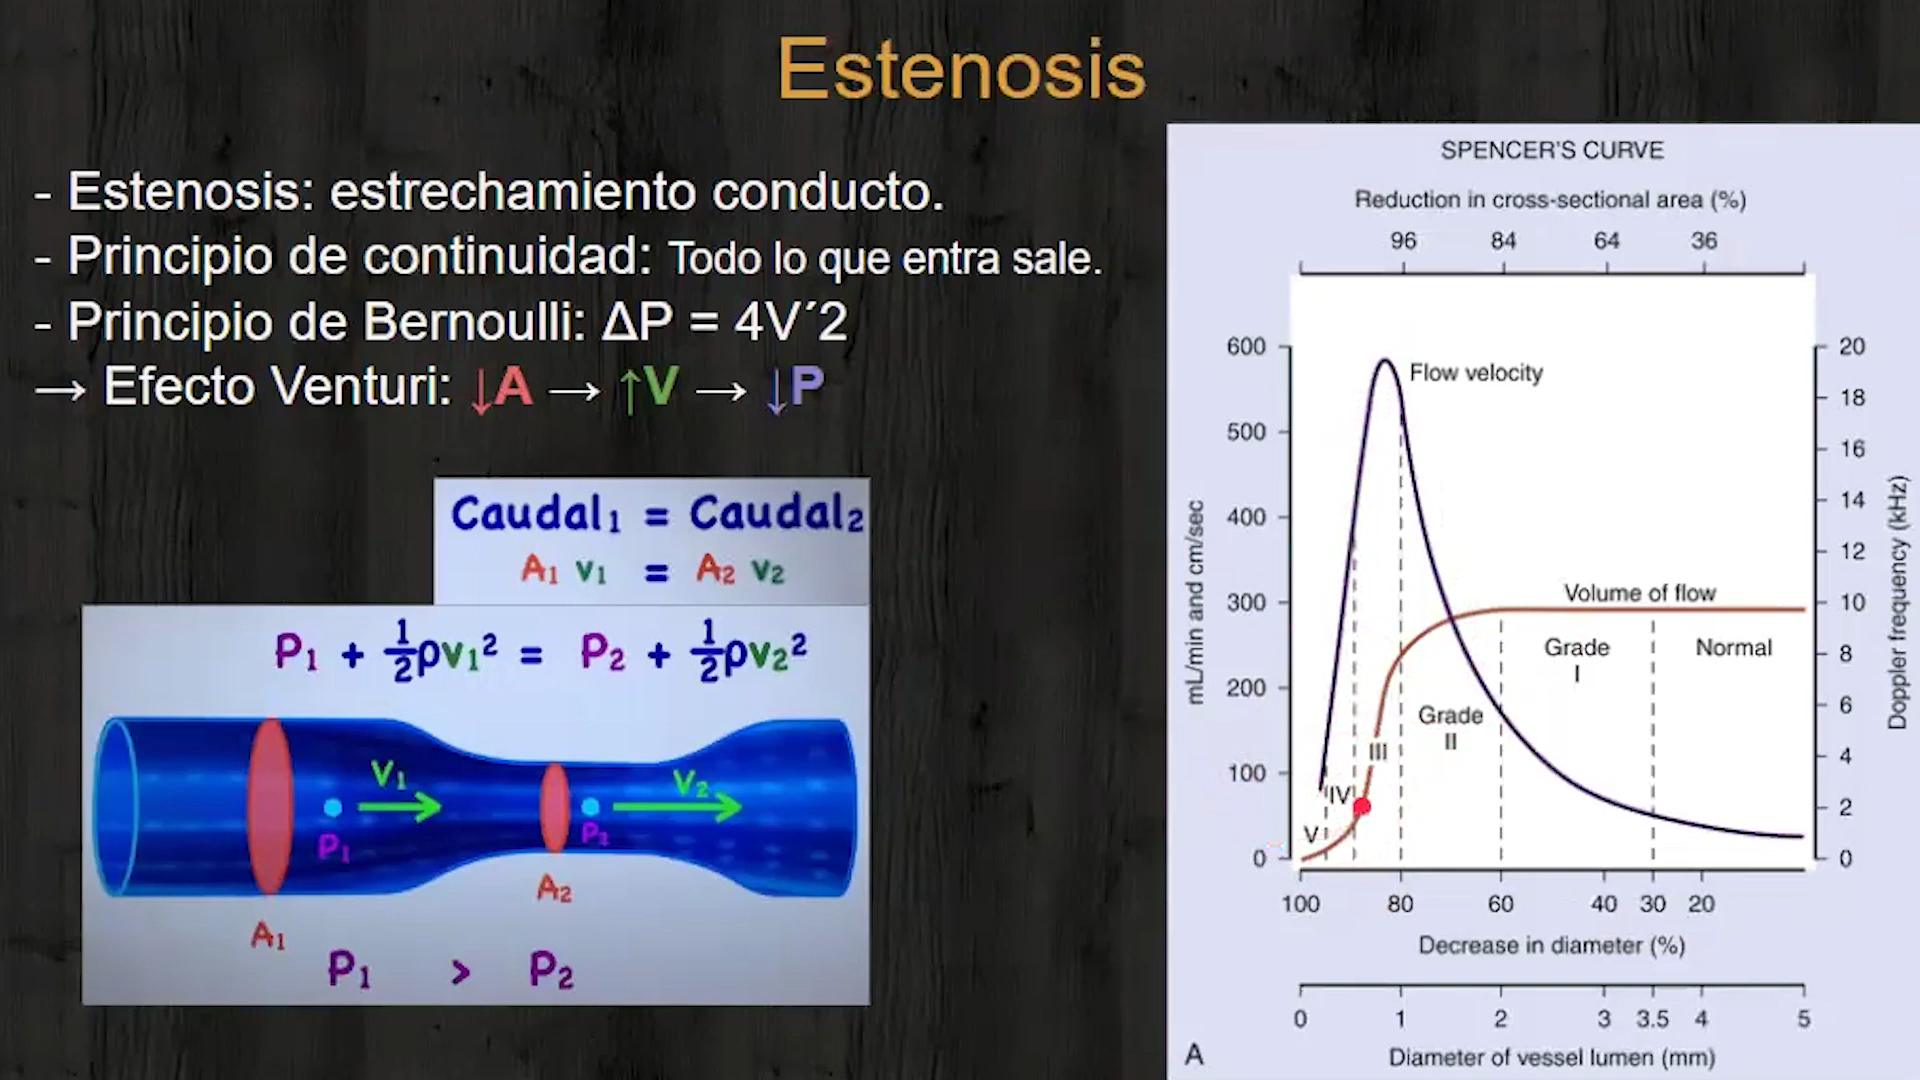 Estenosis
- Estenosis: estrechamiento conducto.
- Principio de continuidad: Todo lo que entra sale.
- Principio de Bernoulli: ΔP = 4V´2
→ Efecto Venturi: ↓A → ↑V → ↓P
Caudal₁ = Caudal₂
A₁ v₁ = A₂ v₂
P₁ + ½ρv₁² = P₂ + ½ρv₂²
V₁
V₂
P₁
P₂
A₂
A₁
P₁ > P₂
SPENCER'S CURVE
Reduction in cross-sectional area (%)
96 84 64 36
600
500
400
300
200
100
0
mL/min and cm/sec
Flow velocity
Volume of flow
Grade
I
Normal
Grade
II
III
IV
V
20
18
16
14
12
10
8
6
4
2
0
Doppler frequency (kHz)
100 80 60 40 30 20
Decrease in diameter (%)
0 1 2 3 3.5 4 5
Diameter of vessel lumen (mm)
A